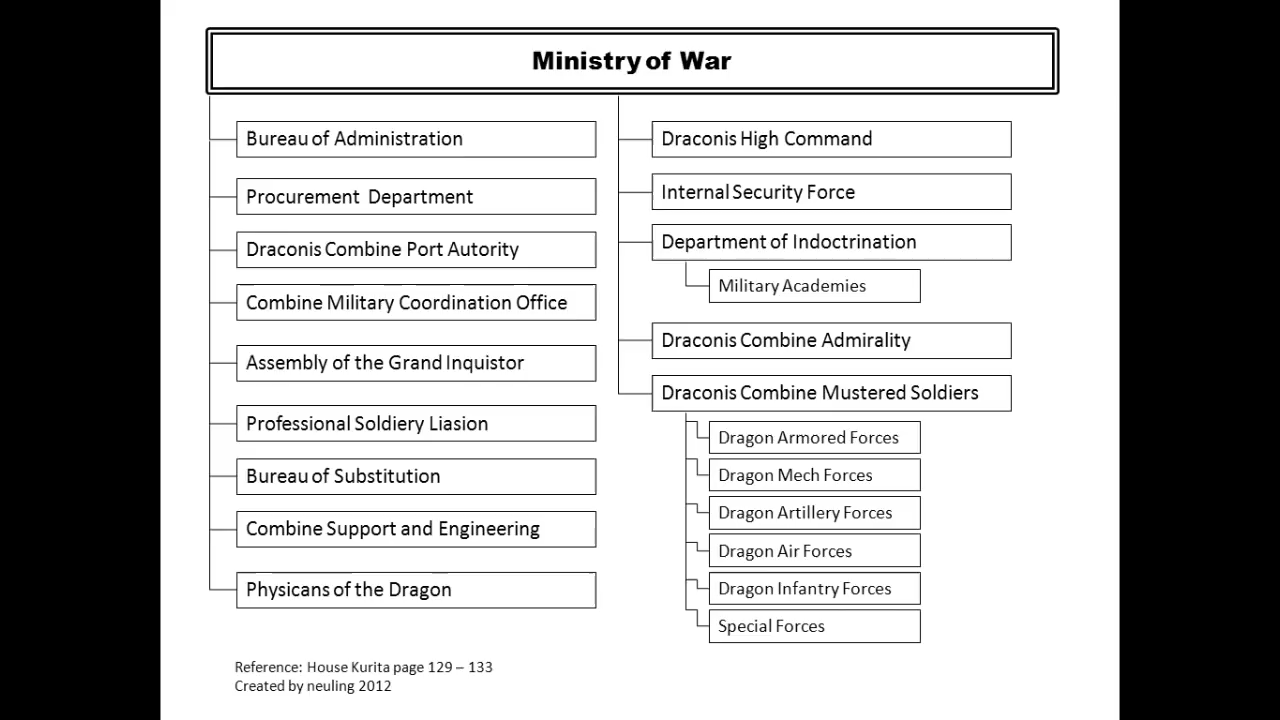 Ministry of War
Bureau of Administration
Procurement Department
Draconis Combine Port Autority
Combine Military Coordination Office
Assembly of the Grand Inquistor
Professional Soldiery Liasion
Bureau of Substitution
Combine Support and Engineering
Physicans of the Dragon
Draconis High Command
Internal Security Force
Department of Indoctrination
Military Academies
Draconis Combine Admirality
Draconis Combine Mustered Soldiers
Dragon Armored Forces
Dragon Mech Forces
Dragon Artillery Forces
Dragon Air Forces
Dragon Infantry Forces
Special Forces
Reference: House Kurita page 129 – 133
Created by neuling 2012